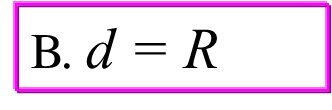 B. d = R